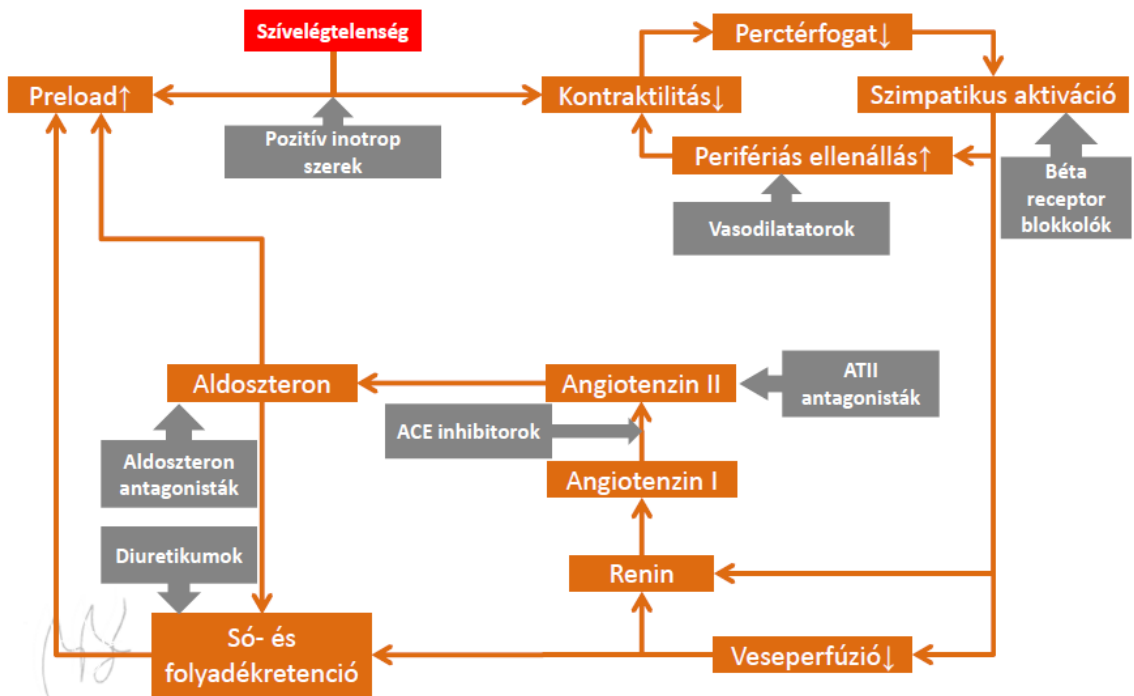 Szívelégtelenség
Perctérfogat↓
Preload↑
Kontraktilitás↓
Szimpatikus aktiváció
Pozitív inotrop
szerek
Perifériás ellenállás↑
Béta
receptor
blokkolók
Vasodilatatorok
Aldoszteron
Angiotenzin II
ATII
antagonisták
ACE inhibitorok
Aldoszteron
antagonisták
Angiotenzin I
Diuretikumok
Renin
Só- és
folyadékretenció
Veseperfúzió↓